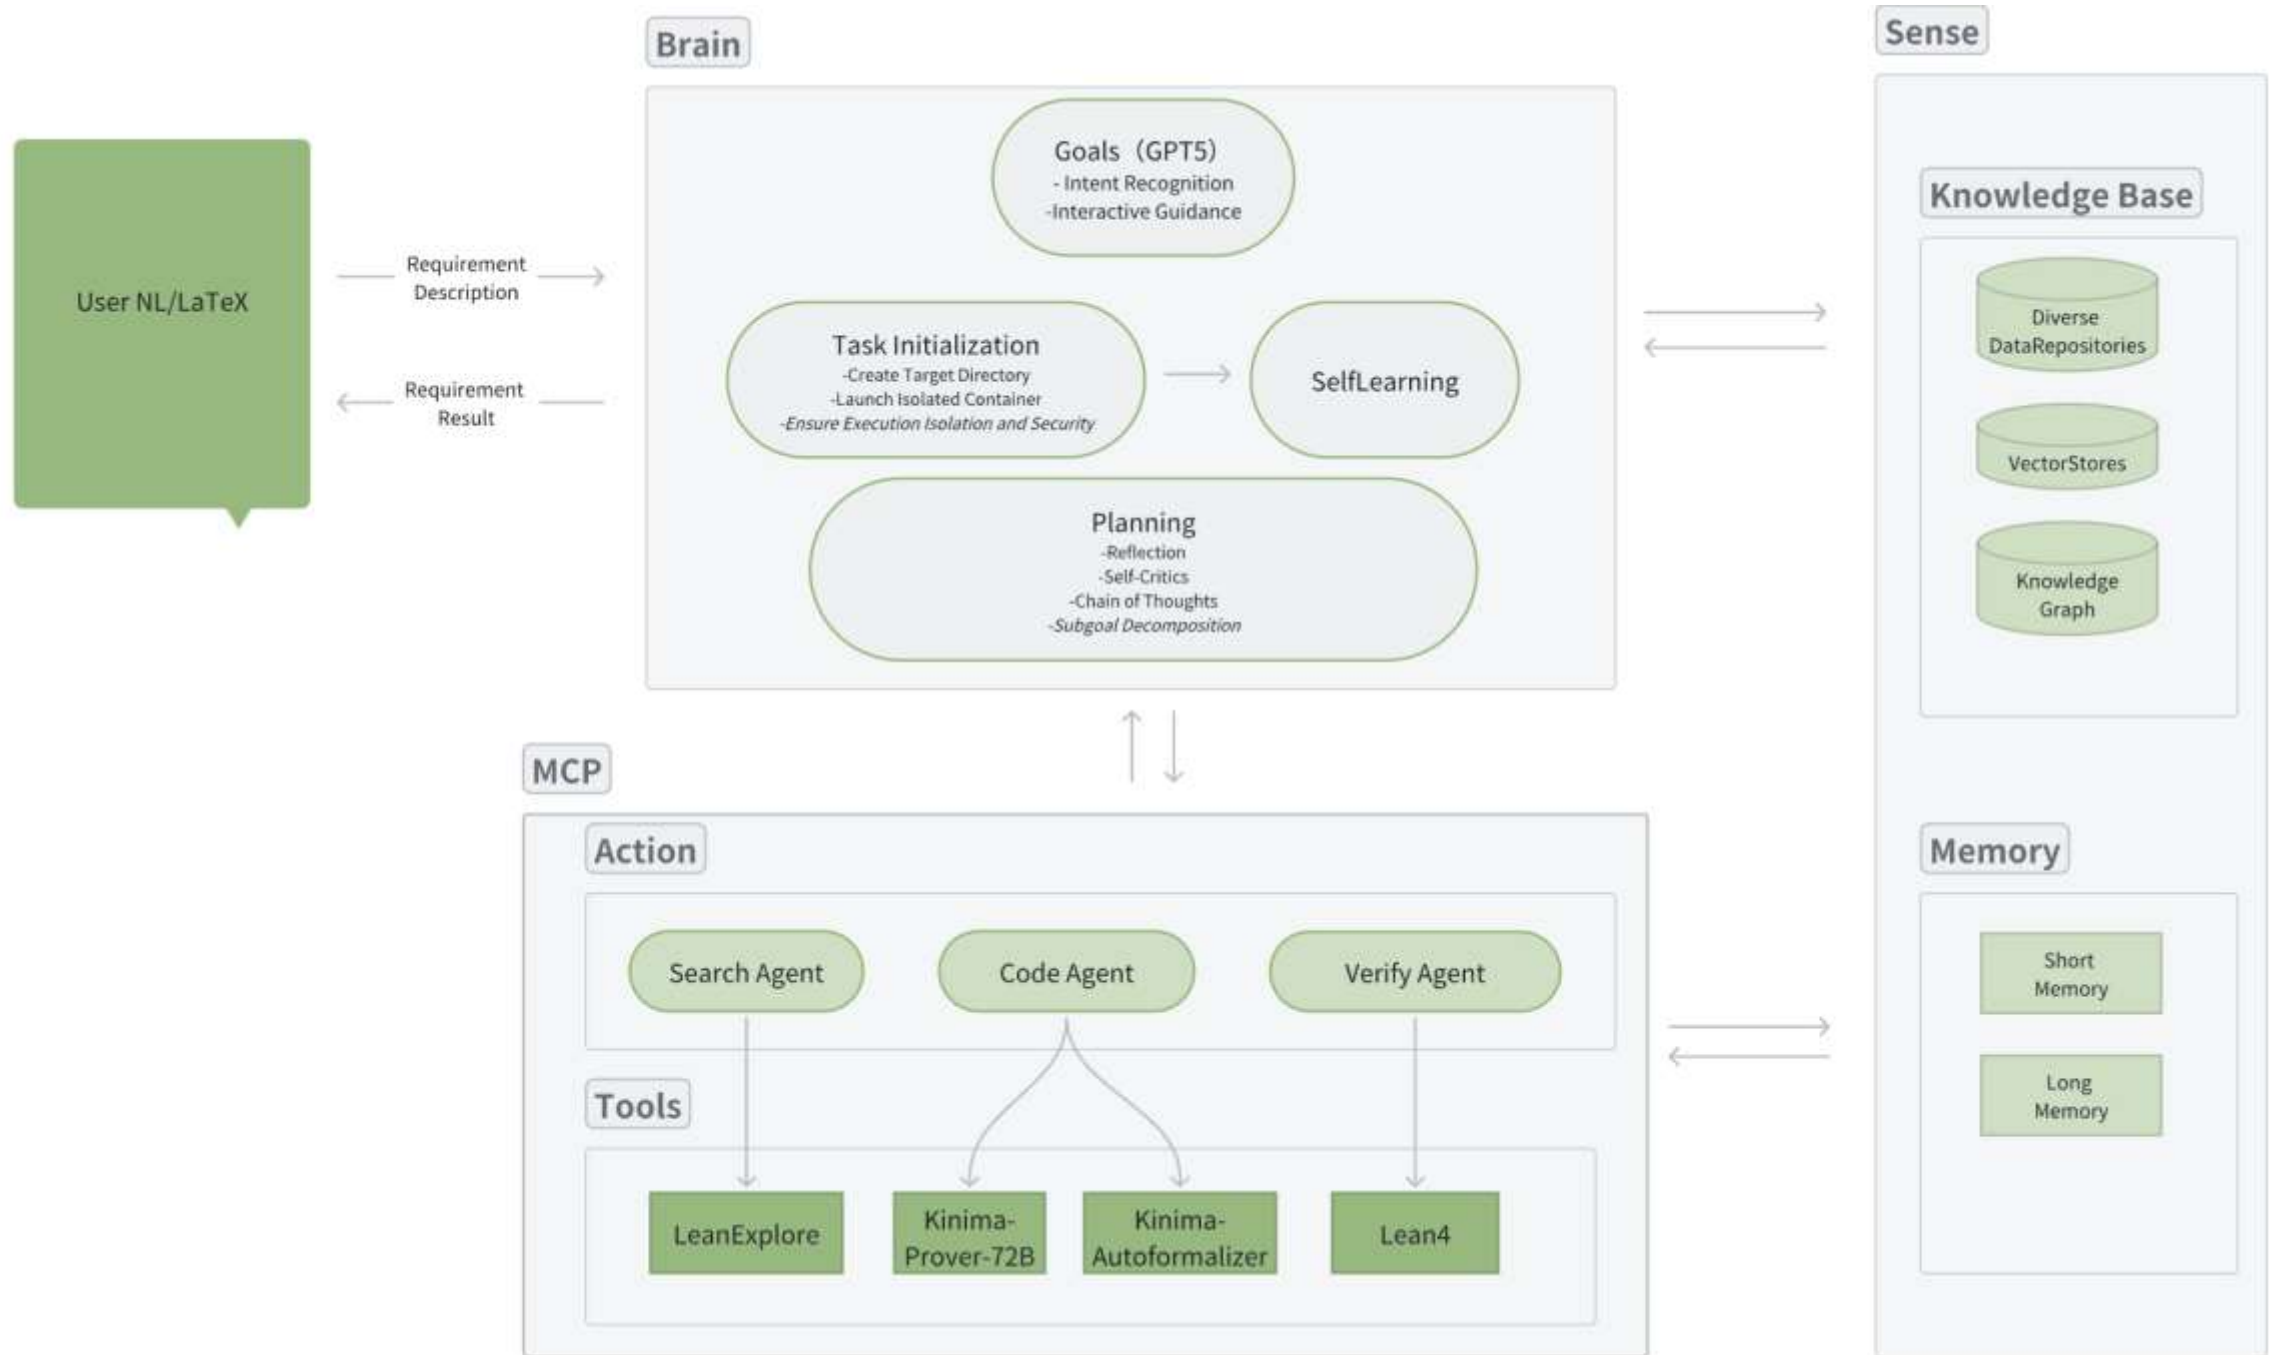 Brain
Sense
User NL/LaTeX
Requirement
Description
Requirement
Result
Goals（GPT5）
- Intent Recognition
-Interactive Guidance
Task Initialization
-Create Target Directory
-Launch Isolated Container
-Ensure Execution Isolation and Security
SelfLearning
Planning
-Reflection
-Self-Critics
-Chain of Thoughts
-Subgoal Decomposition
Knowledge Base
Diverse
DataRepositories
VectorStores
Knowledge
Graph
MCP
Action
Search Agent
Code Agent
Verify Agent
Tools
LeanExplore
Kinima-
Prover-72B
Kinima-
Autoformalizer
Lean4
Memory
Short
Memory
Long
Memory